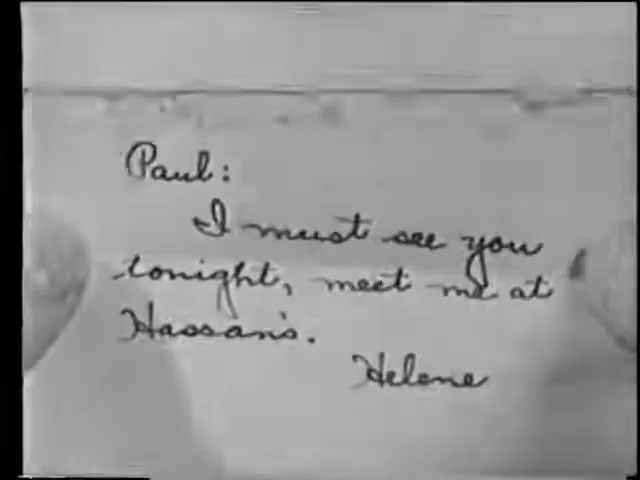 Paul:
I must see you
tonight, meet me at
Hassan's.
Helene